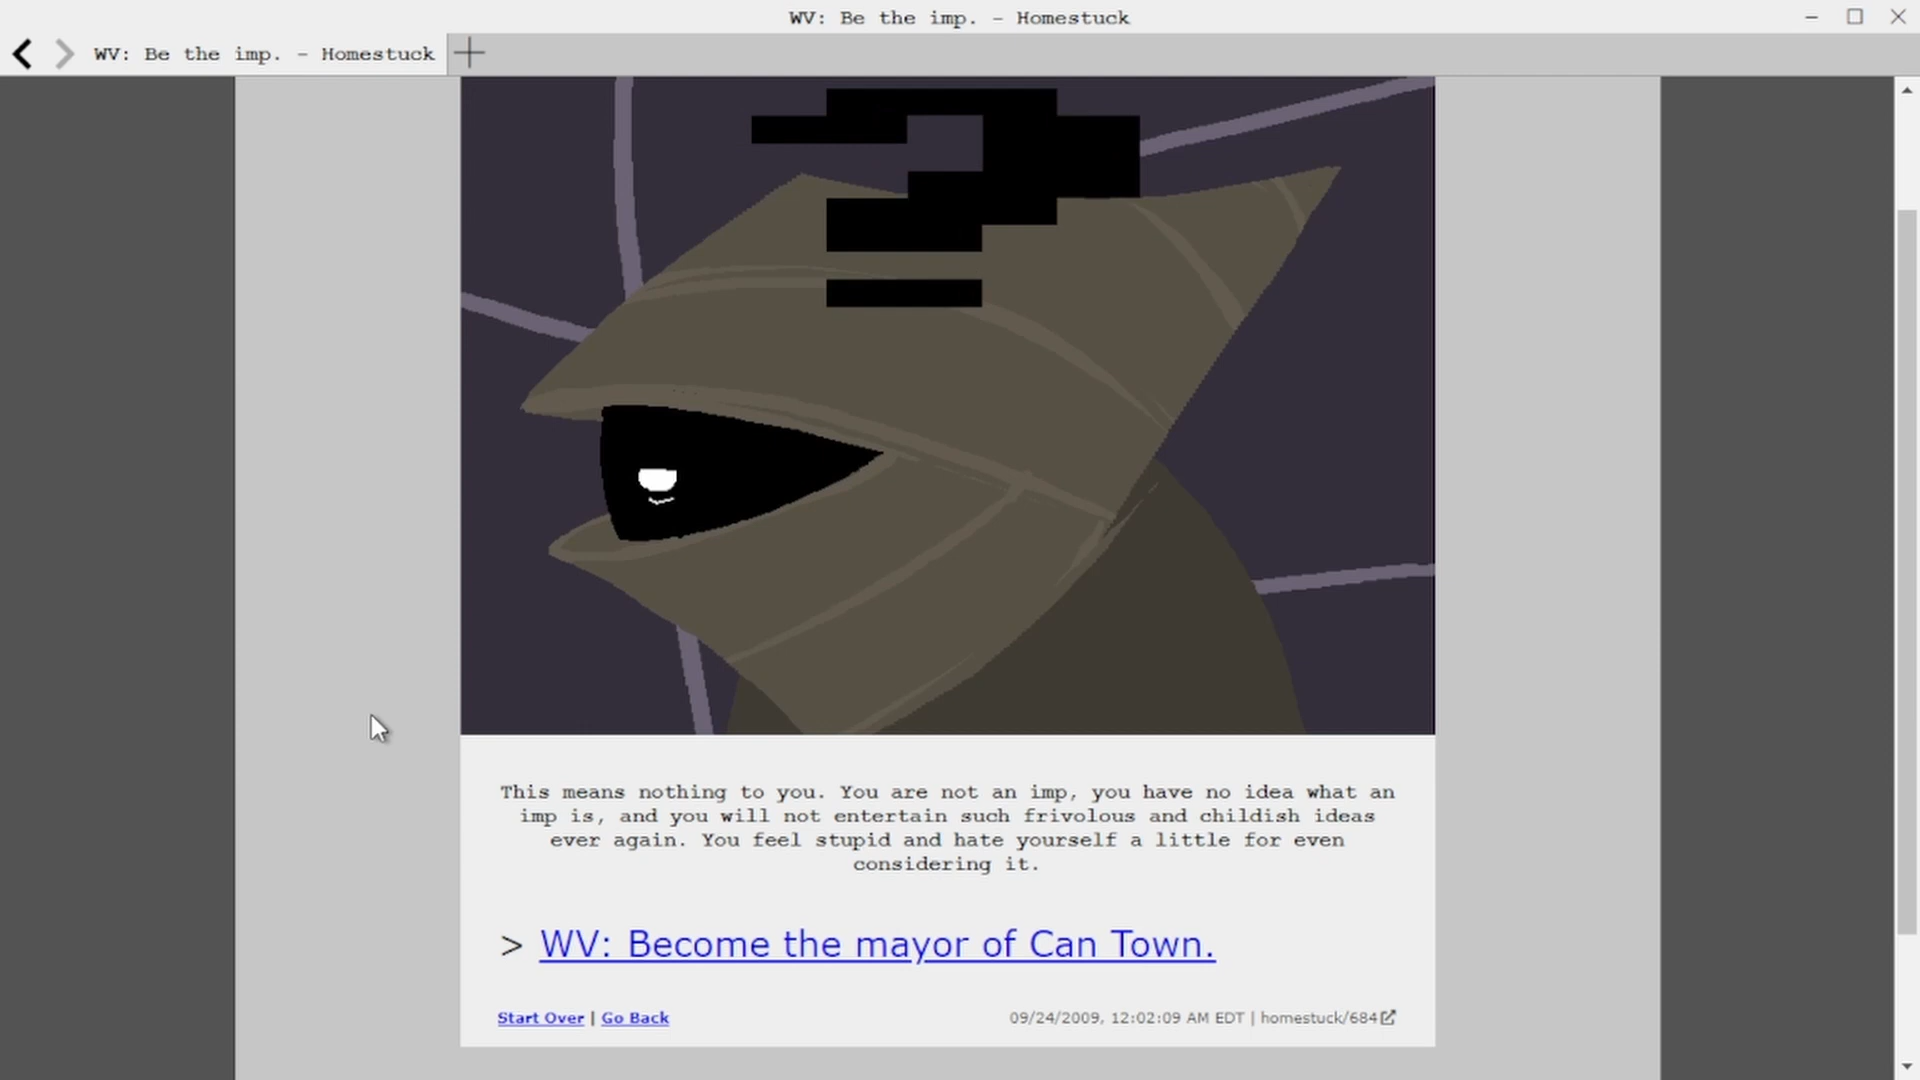 WV: Be the imp. - Homestuck
WV: Be the imp. - Homestuck
?
This means nothing to you. You are not an imp, you have no idea what an
imp is, and you will not entertain such frivolous and childish ideas
ever again. You feel stupid and hate yourself a little for even
considering it.
> WV: Become the mayor of Can Town.
Start Over | Go Back
09/24/2009, 12:02:09 AM EDT | homestuck/684